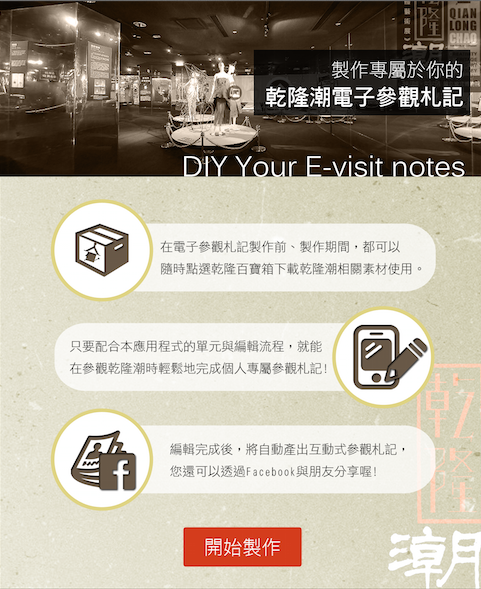 乾隆
潮
QIAN
LONG
CHAO
製作專屬於你的
乾隆潮電子參觀札記
DIY Your E-visit notes
在電子參觀札記製作前、製作期間，都可以
隨時點選乾隆百寶箱下載乾隆潮相關素材使用。
只要配合本應用程式的單元與編輯流程，就能
在參觀乾隆潮時輕鬆地完成個人專屬參觀札記!
編輯完成後，將自動產出互動式參觀札記，
您還可以透過Facebook與朋友分享喔!
f
開始製作
乾隆
潮